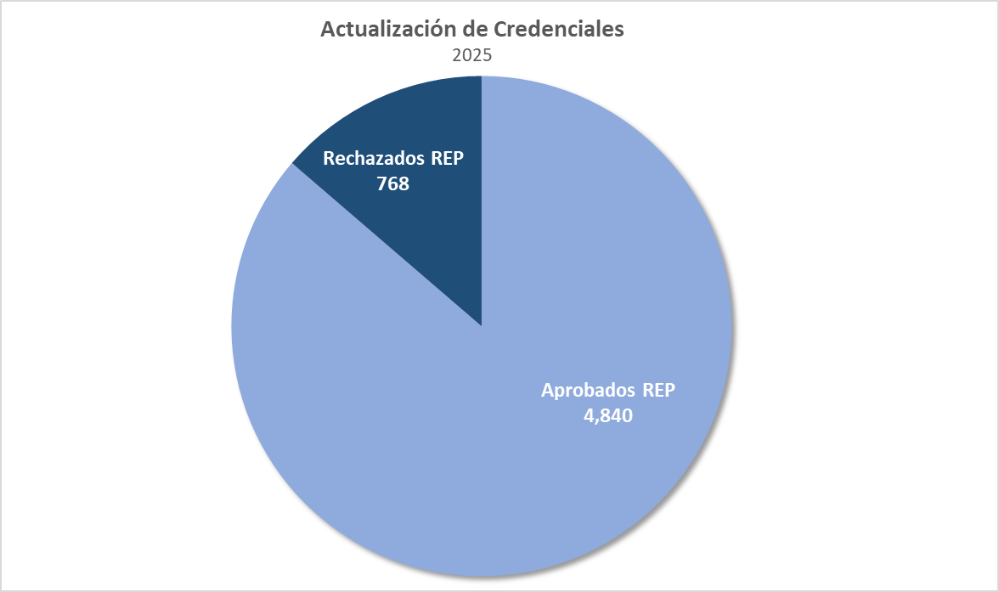 Actualización de Credenciales
2025
Rechazados REP
768
Aprobados REP
4,840